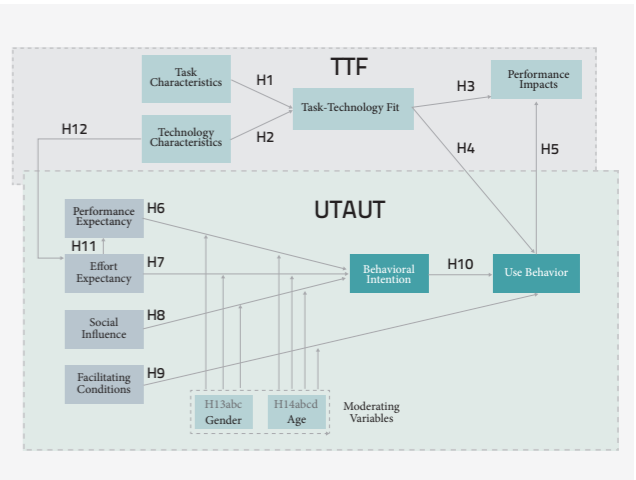 TTF
Task
Characteristics
H1
Technology
Characteristics
H2
Task-Technology Fit
H3
Performance
Impacts
H4
H5
H12
UTAUT
Performance
Expectancy
H6
H11
Effort
Expectancy
H7
Social
Influence
H8
Facilitating
Conditions
H9
Behavioral
Intention
H10
Use Behavior
H13abc
Gender
H14abcd
Age
Moderating
Variables